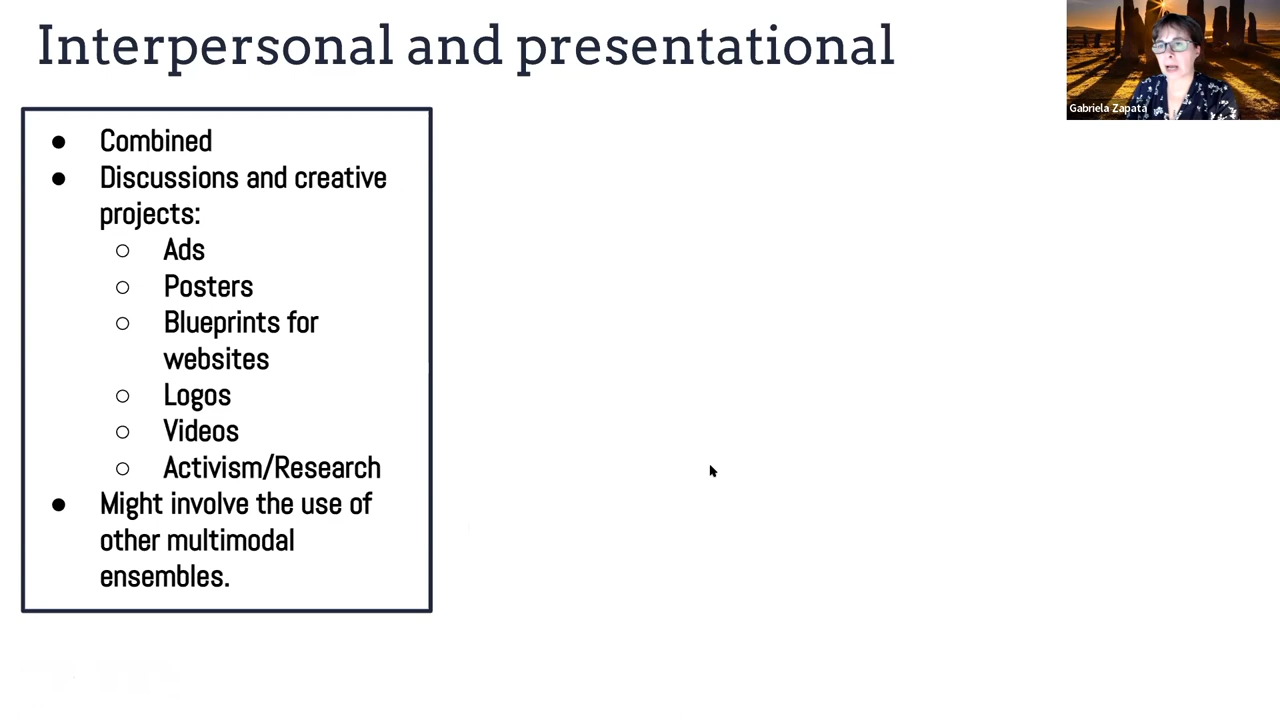 Interpersonal and presentational
Gabriela Zapata
● Combined
● Discussions and creative
projects:
○ Ads
○ Posters
○ Blueprints for
websites
○ Logos
○ Videos
○ Activism/Research
● Might involve the use of
other multimodal
ensembles.